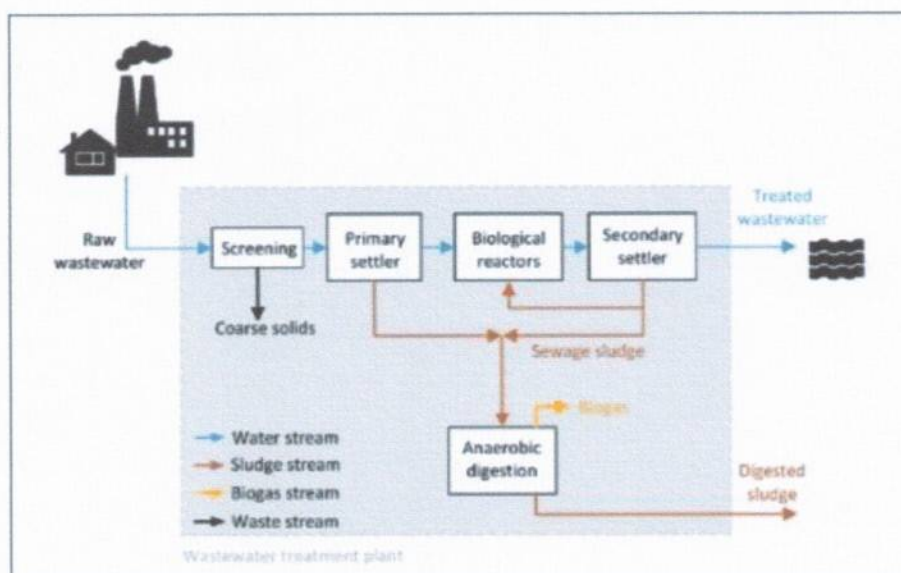 Treated
wastewater
Raw
wastewater
Screening
Primary
settler
Biological
reactors
Secondary
settler
Coarse solids
Sewage sludge
Biogas
Anaerobic
digestion
Digested
sludge
Water stream
Sludge stream
Biogas stream
Waste stream
Wastewater treatment plant